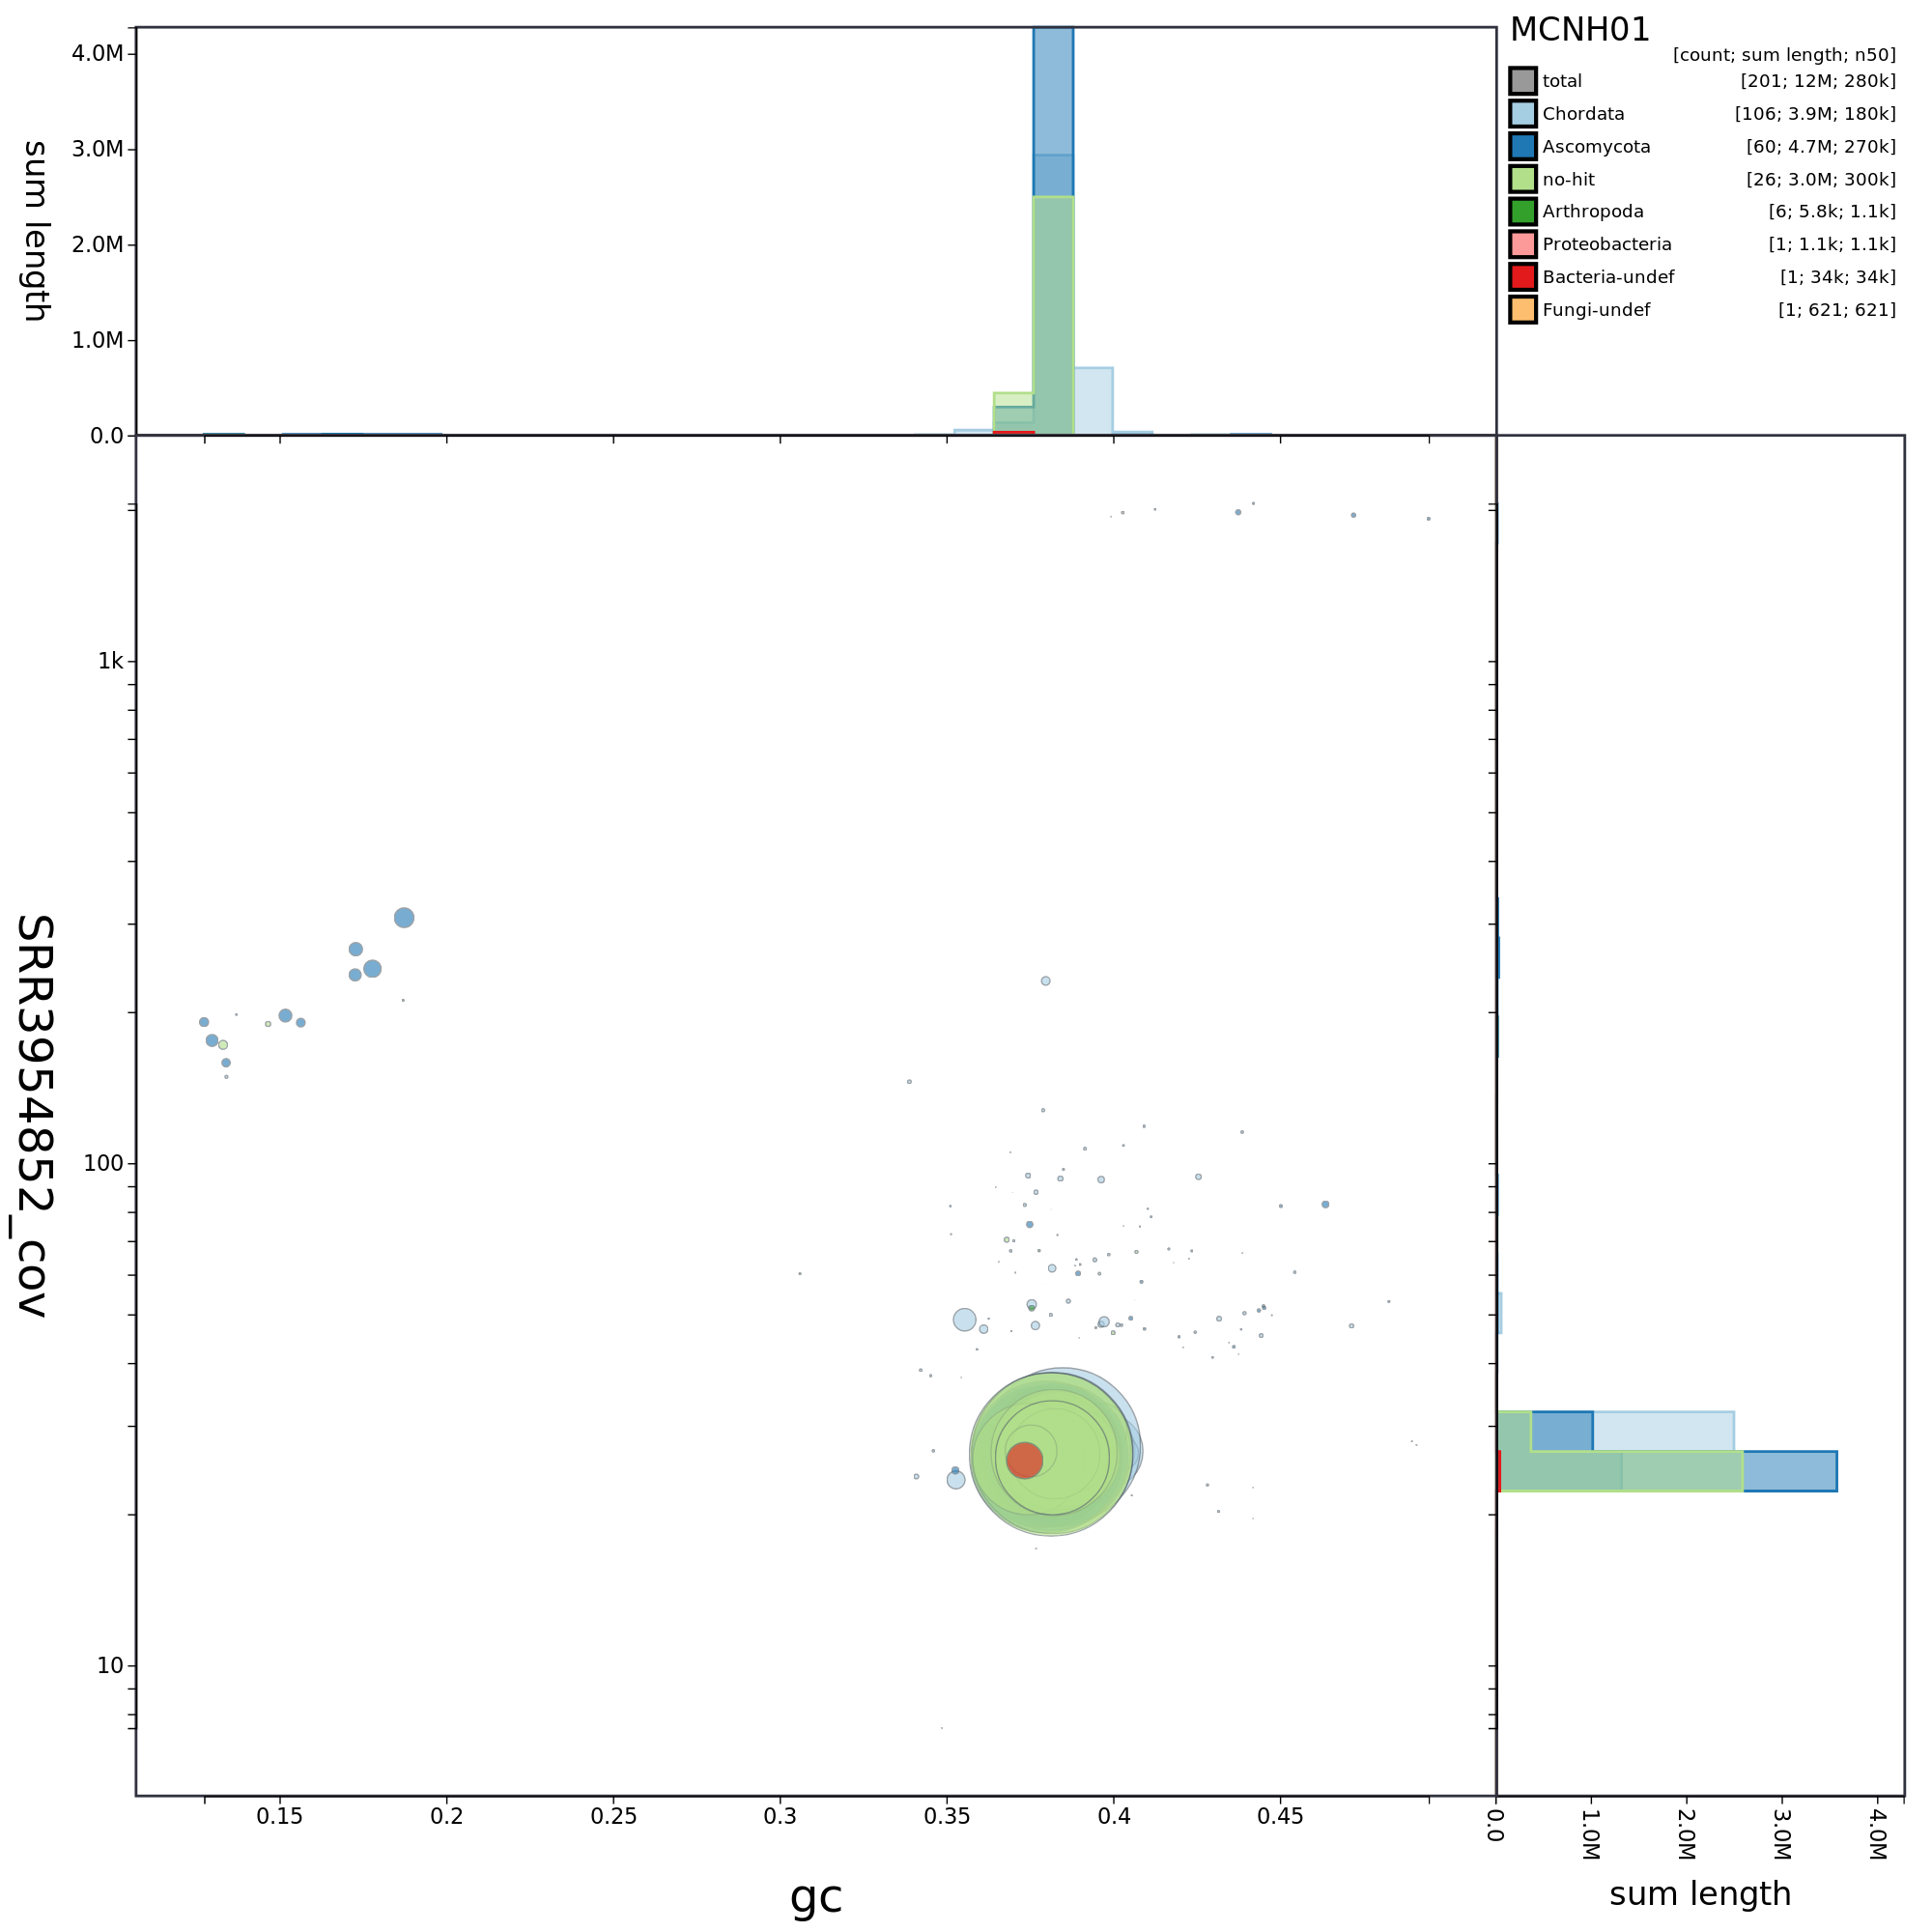 MCNH01
[count; sum length; n50]
total [201; 12M; 280k]
Chordata [106; 3.9M; 180k]
Ascomycota [60; 4.7M; 270k]
no-hit [26; 3.0M; 300k]
Arthropoda [6; 5.8k; 1.1k]
Proteobacteria [1; 1.1k; 1.1k]
Bacteria-undef [1; 34k; 34k]
Fungi-undef [1; 621; 621]
sum length
4.0M
3.0M
2.0M
1.0M
0.0
SRR3954852_cov
1k
100
10
0.15 0.2 0.25 0.3 0.35 0.4 0.45
gc
0.0 1.0M 2.0M 3.0M 4.0M
sum length